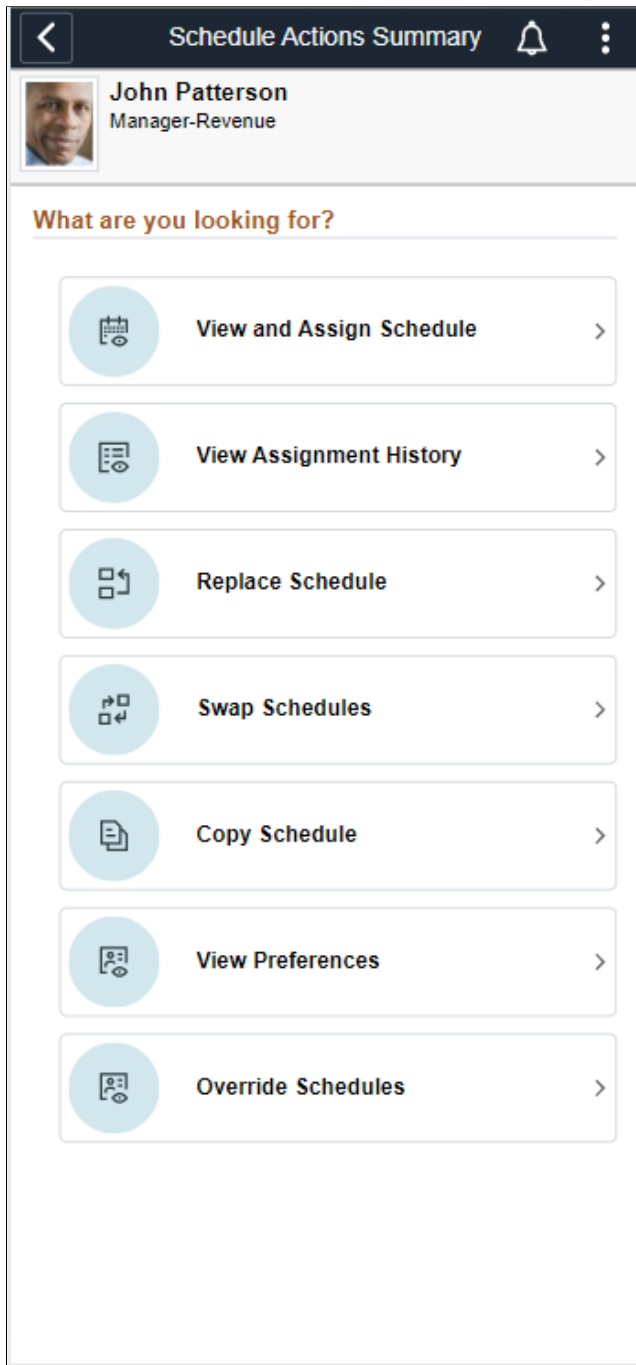 Schedule Actions Summary
John Patterson
Manager-Revenue
What are you looking for?
View and Assign Schedule
View Assignment History
Replace Schedule
Swap Schedules
Copy Schedule
View Preferences
Override Schedules